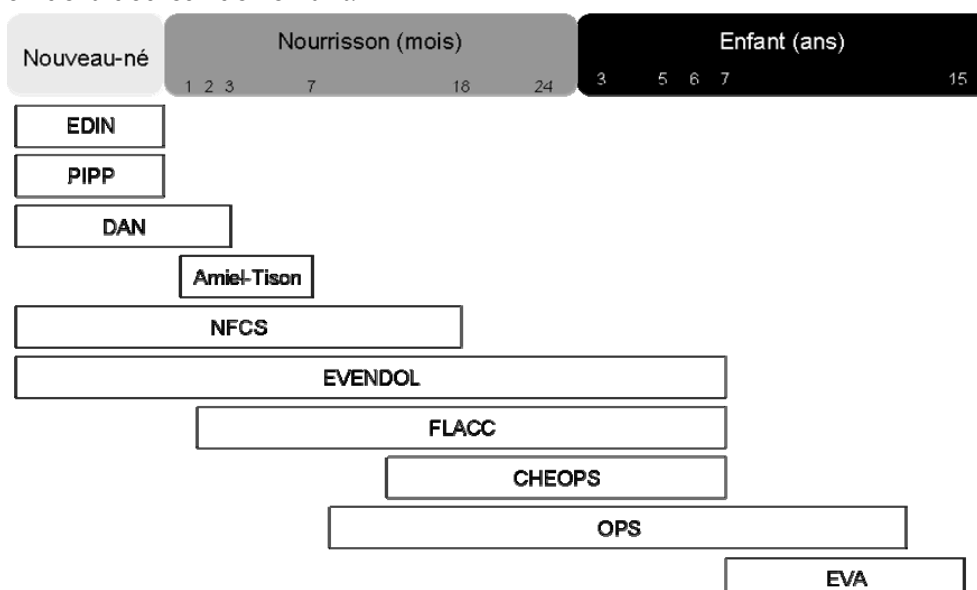 Nouveau-né
Nourrisson (mois)
Enfant (ans)
1 2 3 7 18 24 3 5 6 7 15
EDIN
PIPP
DAN
Amiel-Tison
NFCS
EVENDOL
FLACC
CHEOPS
OPS
EVA